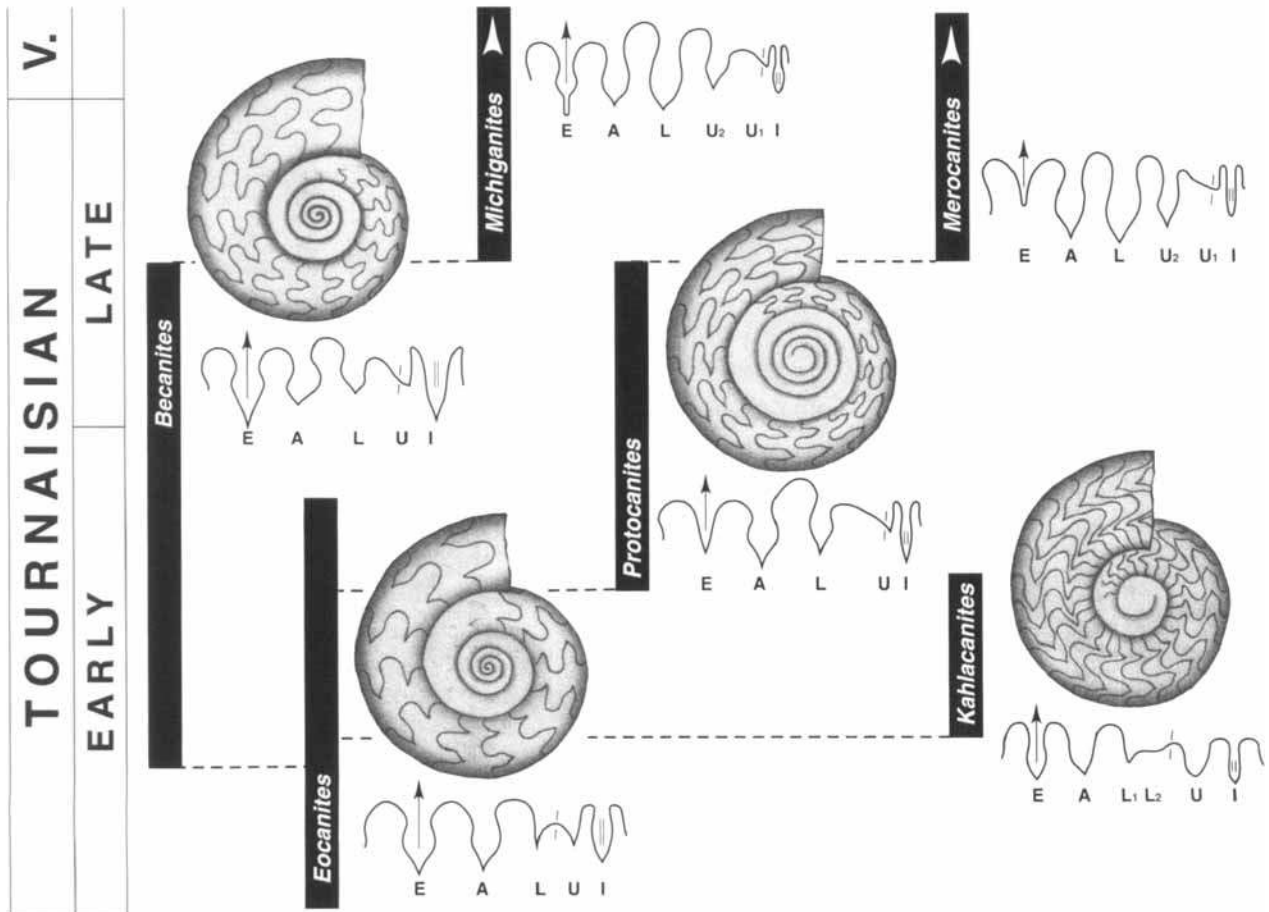 V.
TOURNAISIAN
LATE
EARLY
Michiganites
E A L U₂ U₁ I
Merocanites
E A L U₂ U₁ I
Becanites
E A L U I
Protocanites
E A L U I
Eocanites
E A L U I
Kahlacanites
E A L₁ L₂ U I